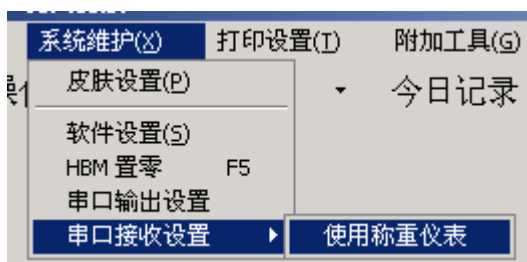 系统維护(X) 打印设置(T) 附加工具(G)
皮肤设置(P)
今日记录
软件设置(S)
HBM 置零 F5
串口输出设置
串口接收设置 使用称重仪表